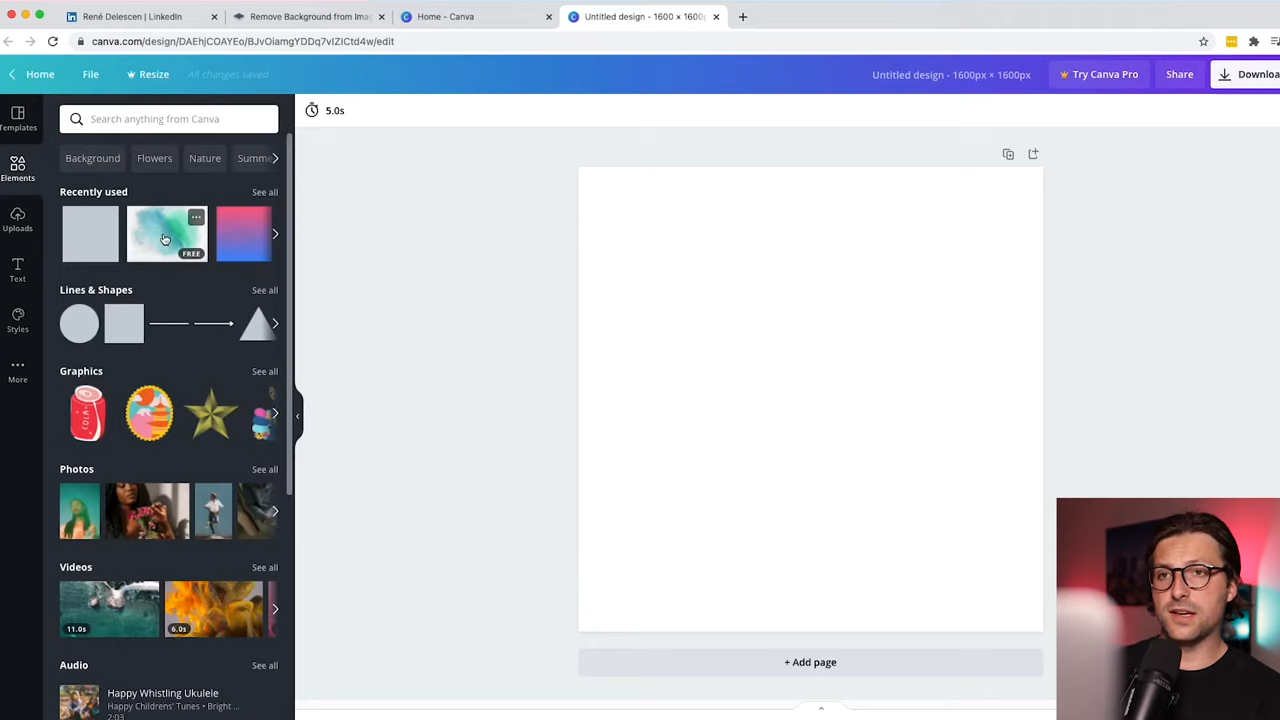 René Delescen | LinkedIn
Remove Background from Imag
Home - Canva
Untitled design - 1600 × 1600p
canva.com/design/DAEhjCOAYEo/BJvOiamgYDDq7vIZICtd4w/edit
Home
File
Resize
All changes saved
Untitled design - 1600px × 1600px
Try Canva Pro
Share
Downloa
Templates
Elements
Uploads
Text
Styles
More
Search anything from Canva
5.0s
Background
Flowers
Nature
Summe
Recently used
See all
FREE
Lines & Shapes
See all
Graphics
See all
Photos
See all
Videos
See all
11.0s
6.0s
Audio
See all
Happy Whistling Ukulele
Happy Childrens' Tunes • Bright ...
2:03
+ Add page